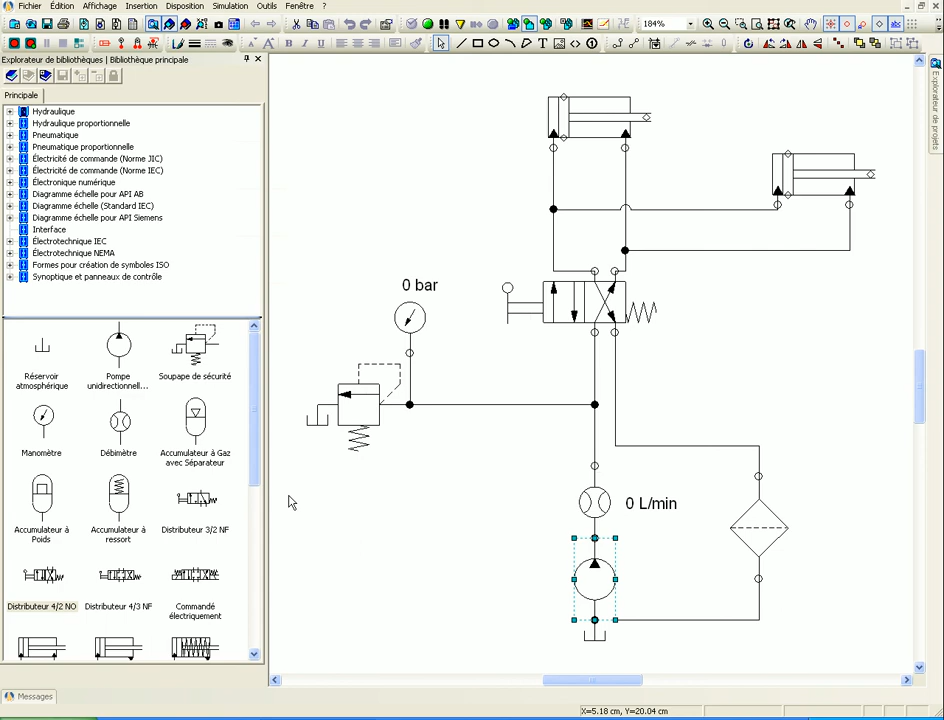 Fichier Édition Affichage Insertion Disposition Simulation Outils Fenêtre ?
184%
Explorateur de bibliothèques | Bibliothèque principale
Principale
Hydraulique
Hydraulique proportionnelle
Pneumatique
Pneumatique proportionnelle
Électricité de commande (Norme JIC)
Électricité de commande (Norme IEC)
Électronique numérique
Diagramme échelle pour API AB
Diagramme échelle (Standard IEC)
Diagramme échelle pour API Siemens
Interface
Électrotechnique IEC
Électrotechnique NEMA
Formes pour création de symboles ISO
Synoptique et panneaux de contrôle
Réservoir atmosphérique
Pompe unidirectionnell...
Soupape de sécurité
Manomètre
Débimètre
Accumulateur à Gaz avec Séparateur
Accumulateur à Poids
Accumulateur à ressort
Distributeur 3/2 NF
Distributeur 4/2 NO
Distributeur 4/3 NF
Commandé électriquement
0 bar
0 L/min
Explorateur de projets
Messages
X=5.18 cm, Y=20.04 cm